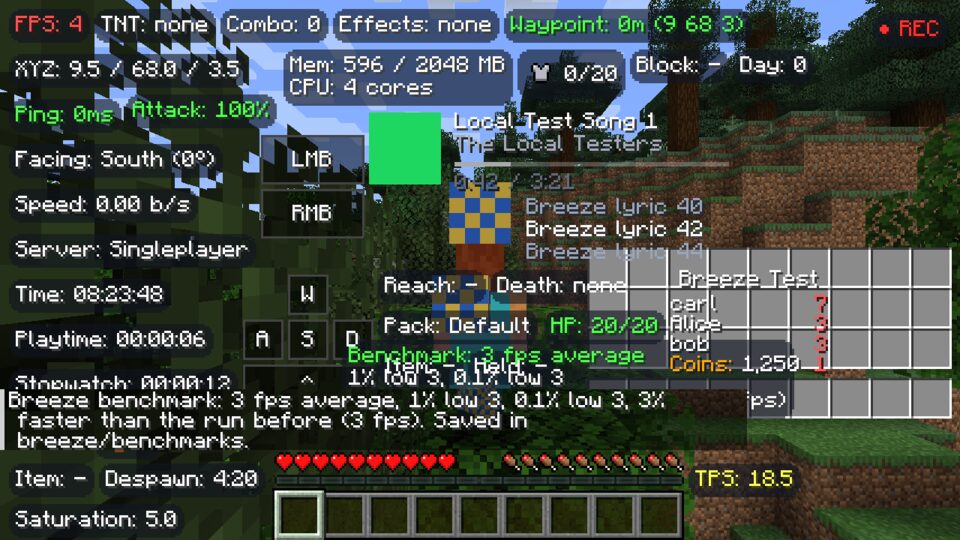 FPS: 4
TNT: none
Combo: 0
Effects: none
Waypoint: 0m (9 68 3)
REC
XYZ: 9.5 / 68.0 / 3.5
Mem: 596 / 2048 MB
CPU: 4 cores
0/20
Block: -
Day: 0
Ping: 0ms
Attack: 100%
Local Test Song 1
The Local Testers
0:42 / 3:21
Facing: South (0°)
LMB
Speed: 0.00 b/s
RMB
Breeze lyric 40
Breeze lyric 42
Breeze lyric 44
Server: Singleplayer
Reach: -
Death: none
Breeze Test
Time: 08:23:48
W
carl 7
Alice 3
bob 3
Coins: 1,250 1
Playtime: 00:00:06
A
S
D
Pack: Default
HP: 20/20
Benchmark: 3 fps average
1% low 3, 0.1% low 3
Stopwatch: 00:00:12
Breeze benchmark: 3 fps average, 1% low 3, 0.1% low 3, 3%
faster than the run before (3 fps). Saved in
breeze/benchmarks.
fps)
Item: -
Despawn: 4:20
TPS: 18.5
Saturation: 5.0